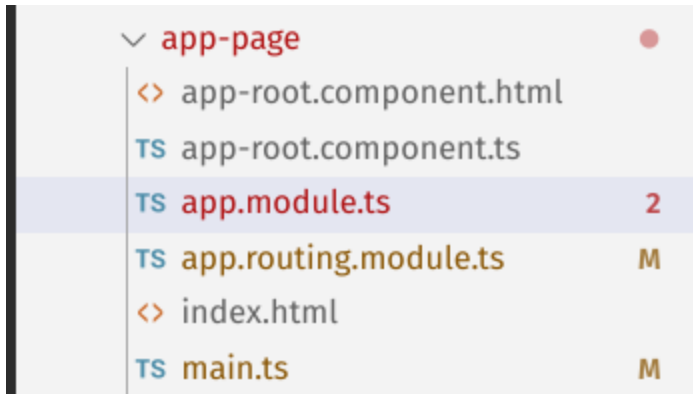 app-page
<> app-root.component.html
TS app-root.component.ts
TS app.module.ts 2
TS app.routing.module.ts M
<> index.html
TS main.ts M